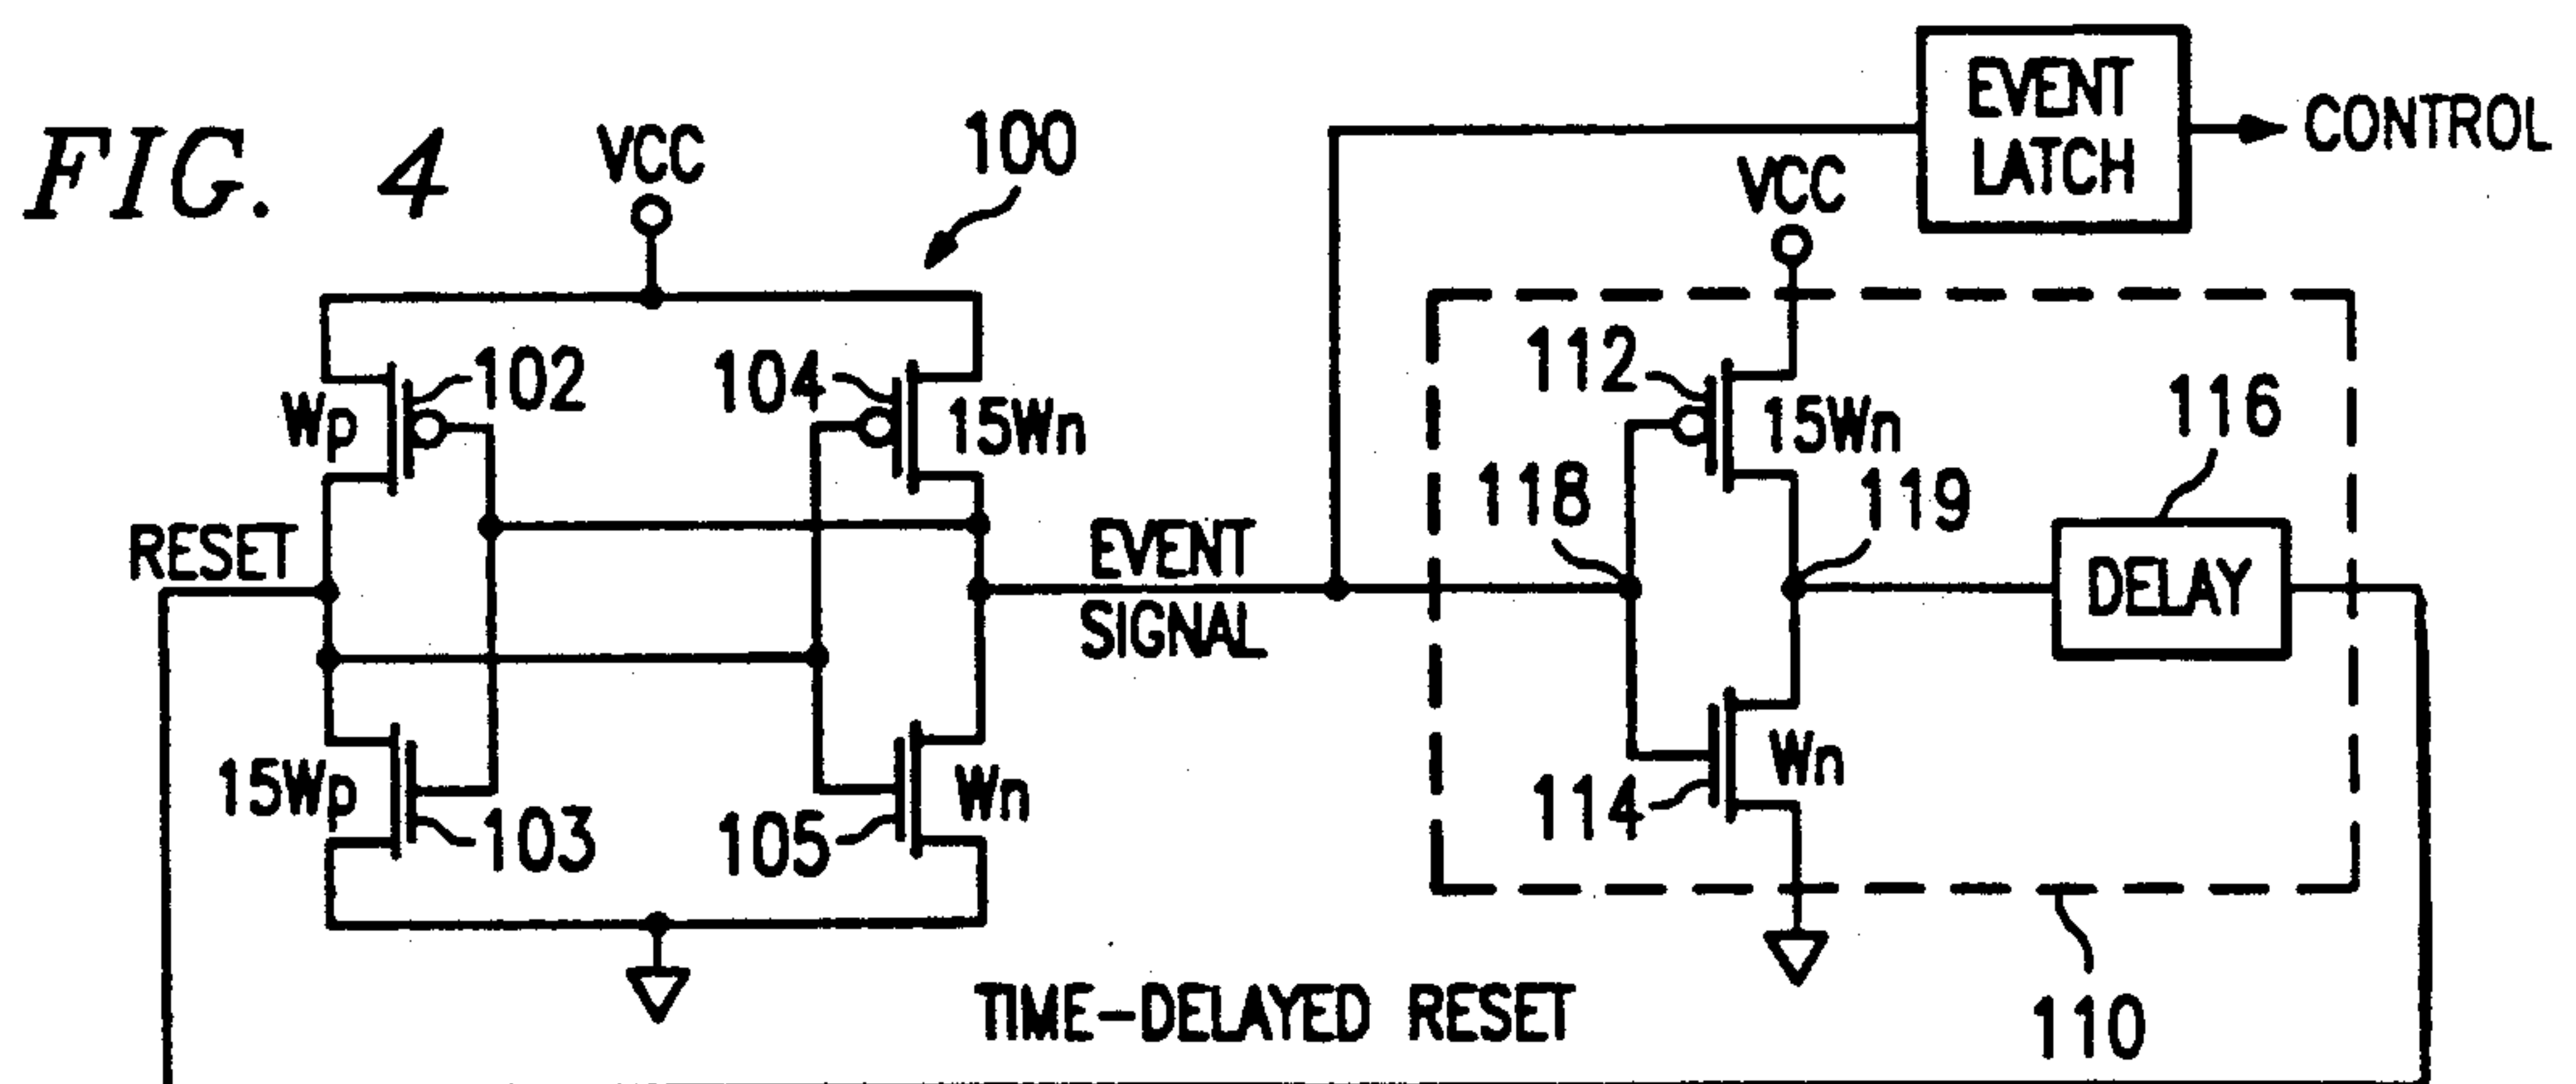 FIG. 4
VCC
100
EVENT
LATCH
CONTROL
VCC
Wp
102
104
15Wn
112
15Wn
116
118
119
RESET
EVENT
SIGNAL
DELAY
15Wp
103
105
Wn
114
Wn
TIME-DELAYED RESET
110